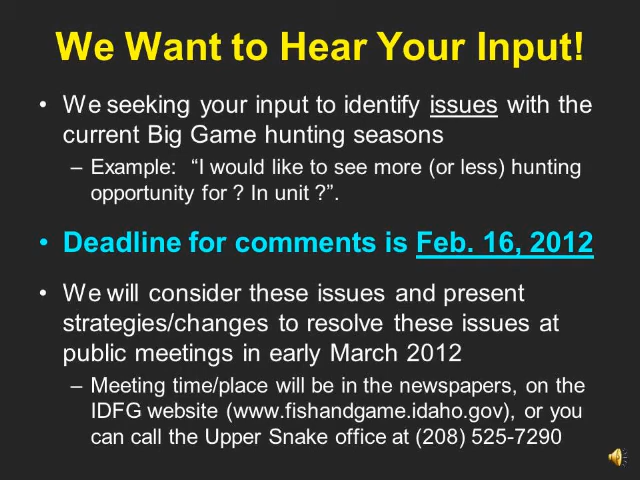 We Want to Hear Your Input!
• We seeking your input to identify issues with the
current Big Game hunting seasons
– Example: “I would like to see more (or less) hunting
opportunity for ? In unit ?”.
• Deadline for comments is Feb. 16, 2012
• We will consider these issues and present
strategies/changes to resolve these issues at
public meetings in early March 2012
– Meeting time/place will be in the newspapers, on the
IDFG website (www.fishandgame.idaho.gov), or you
can call the Upper Snake office at (208) 525-7290